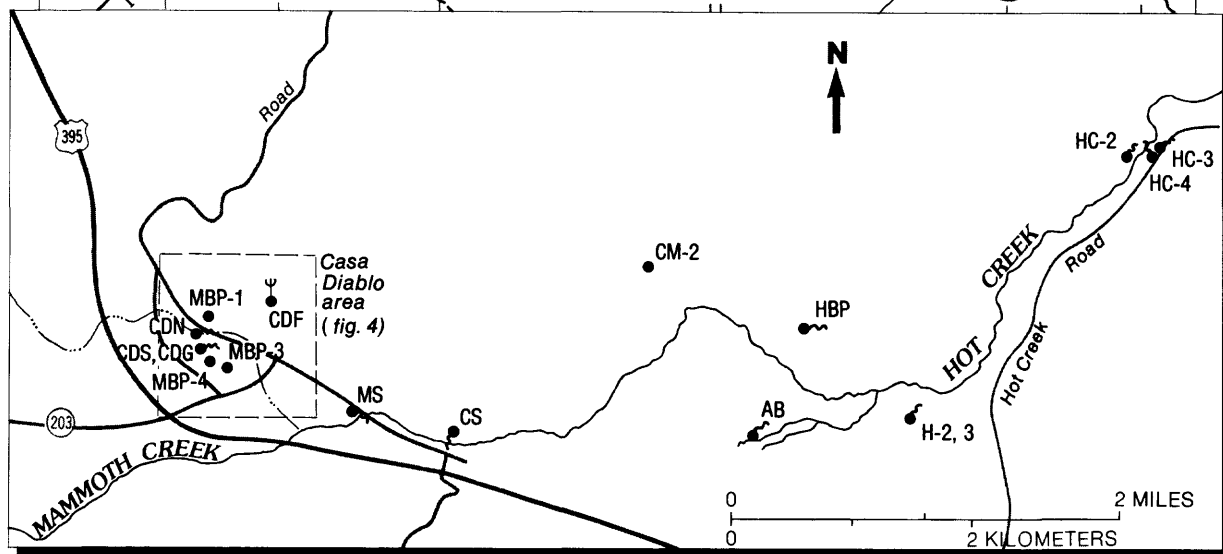 Road
N
395
HC-2
HC-3
HC-4
Casa
Diablo
area
( fig. 4)
CM-2
CREEK
Road
MBP-1
CDF
CDN
HBP
CDS, CDG
MBP-3
MBP-4
HOT
Hot Creek
MS
CS
AB
H-2, 3
203
MAMMOTH CREEK
0
2 MILES
0
2 KILOMETERS